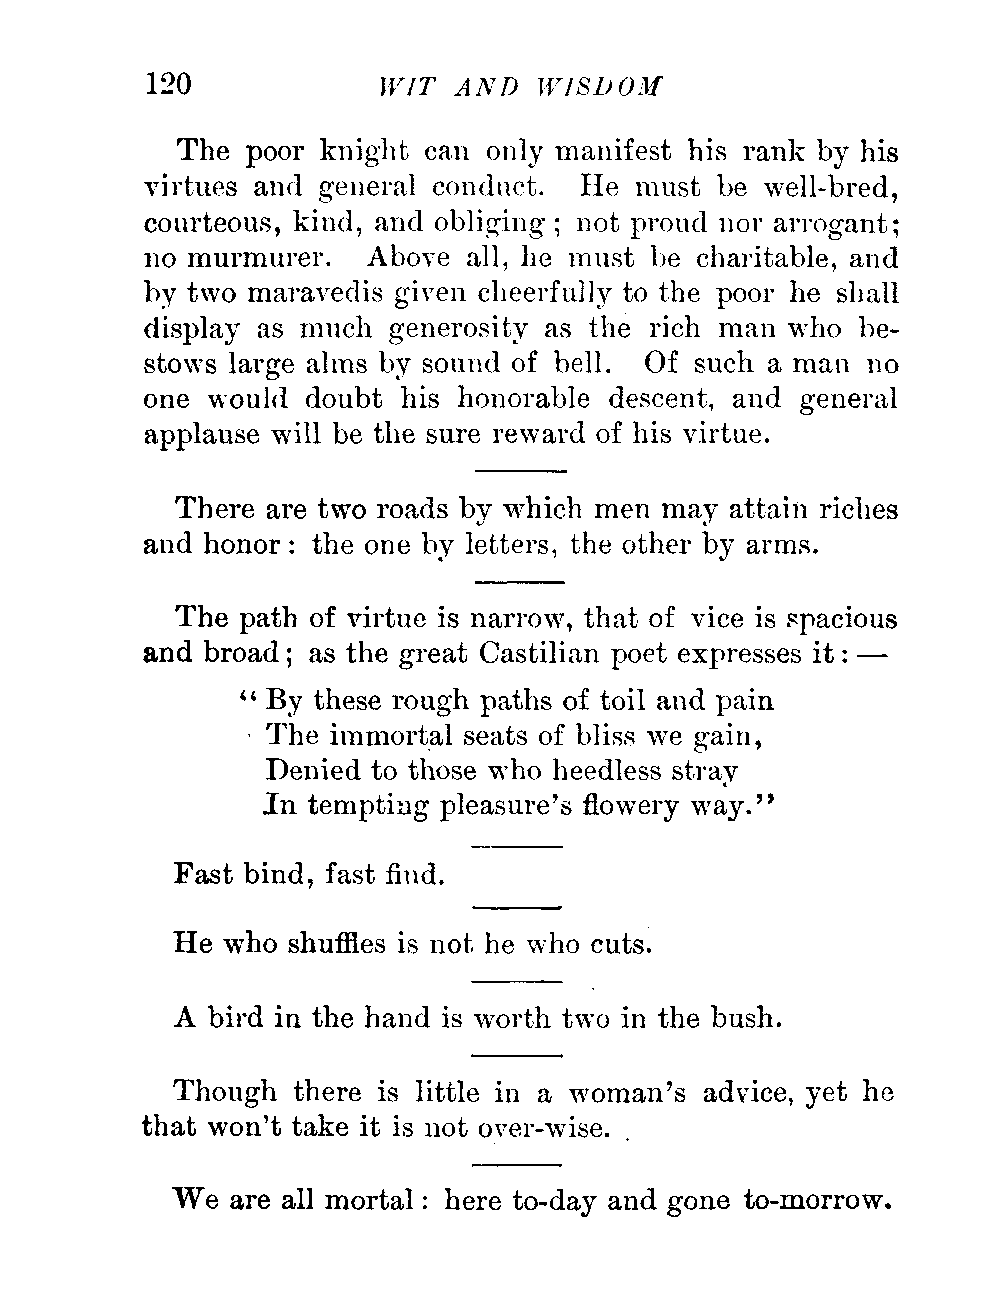 120 WIT AND WISDOM
The poor knight can only manifest his rank by his
virtues and general conduct. He must be well-bred,
courteous, kind, and obliging; not proud nor arrogant;
no murmurer. Above all, he must be charitable, and
by two maravedis given cheerfully to the poor he shall
display as much generosity as the rich man who be-
stows large alms by sound of bell. Of such a man no
one would doubt his honorable descent, and general
applause will be the sure reward of his virtue.
There are two roads by which men may attain riches
and honor: the one by letters, the other by arms.
The path of virtue is narrow, that of vice is spacious
and broad; as the great Castilian poet expresses it: —
“By these rough paths of toil and pain
The immortal seats of bliss we gain,
Denied to those who heedless stray
In tempting pleasure's flowery way.”
Fast bind, fast find.
He who shuffles is not he who cuts.
A bird in the hand is worth two in the bush.
Though there is little in a woman's advice, yet he
that won't take it is not over-wise.
We are all mortal: here to-day and gone to-morrow.